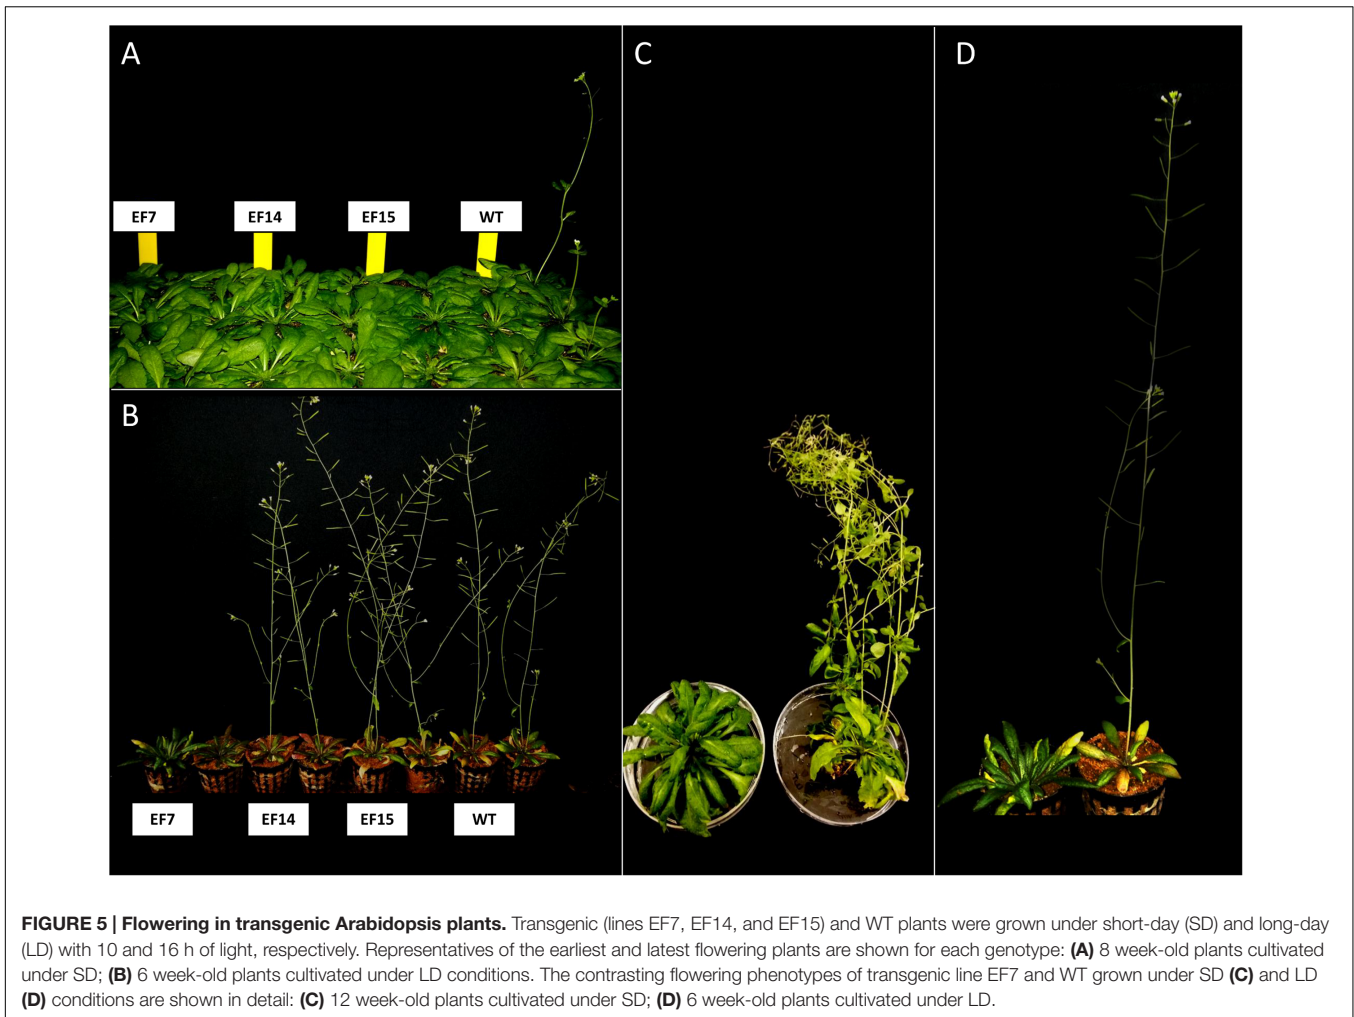 A
C
D
EF7
EF14
EF15
WT
B
EF7
EF14
EF15
WT
FIGURE 5 | Flowering in transgenic Arabidopsis plants. Transgenic (lines EF7, EF14, and EF15) and WT plants were grown under short-day (SD) and long-day
(LD) with 10 and 16 h of light, respectively. Representatives of the earliest and latest flowering plants are shown for each genotype: (A) 8 week-old plants cultivated
under SD; (B) 6 week-old plants cultivated under LD conditions. The contrasting flowering phenotypes of transgenic line EF7 and WT grown under SD (C) and LD
(D) conditions are shown in detail: (C) 12 week-old plants cultivated under SD; (D) 6 week-old plants cultivated under LD.